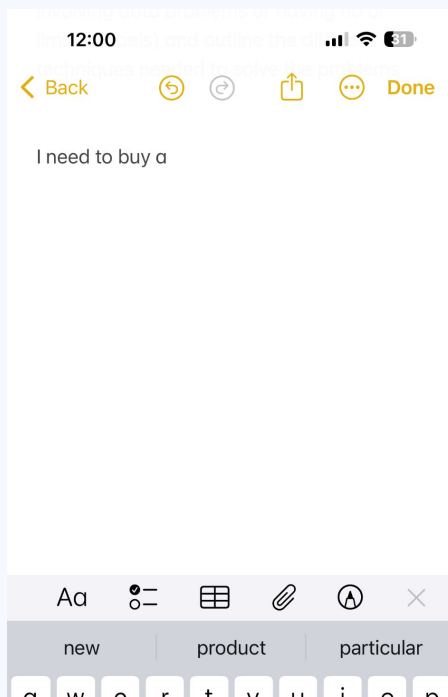 12:00
31
Back
Done
I need to buy a
Aa
new product particular
q w e r t y u i o p